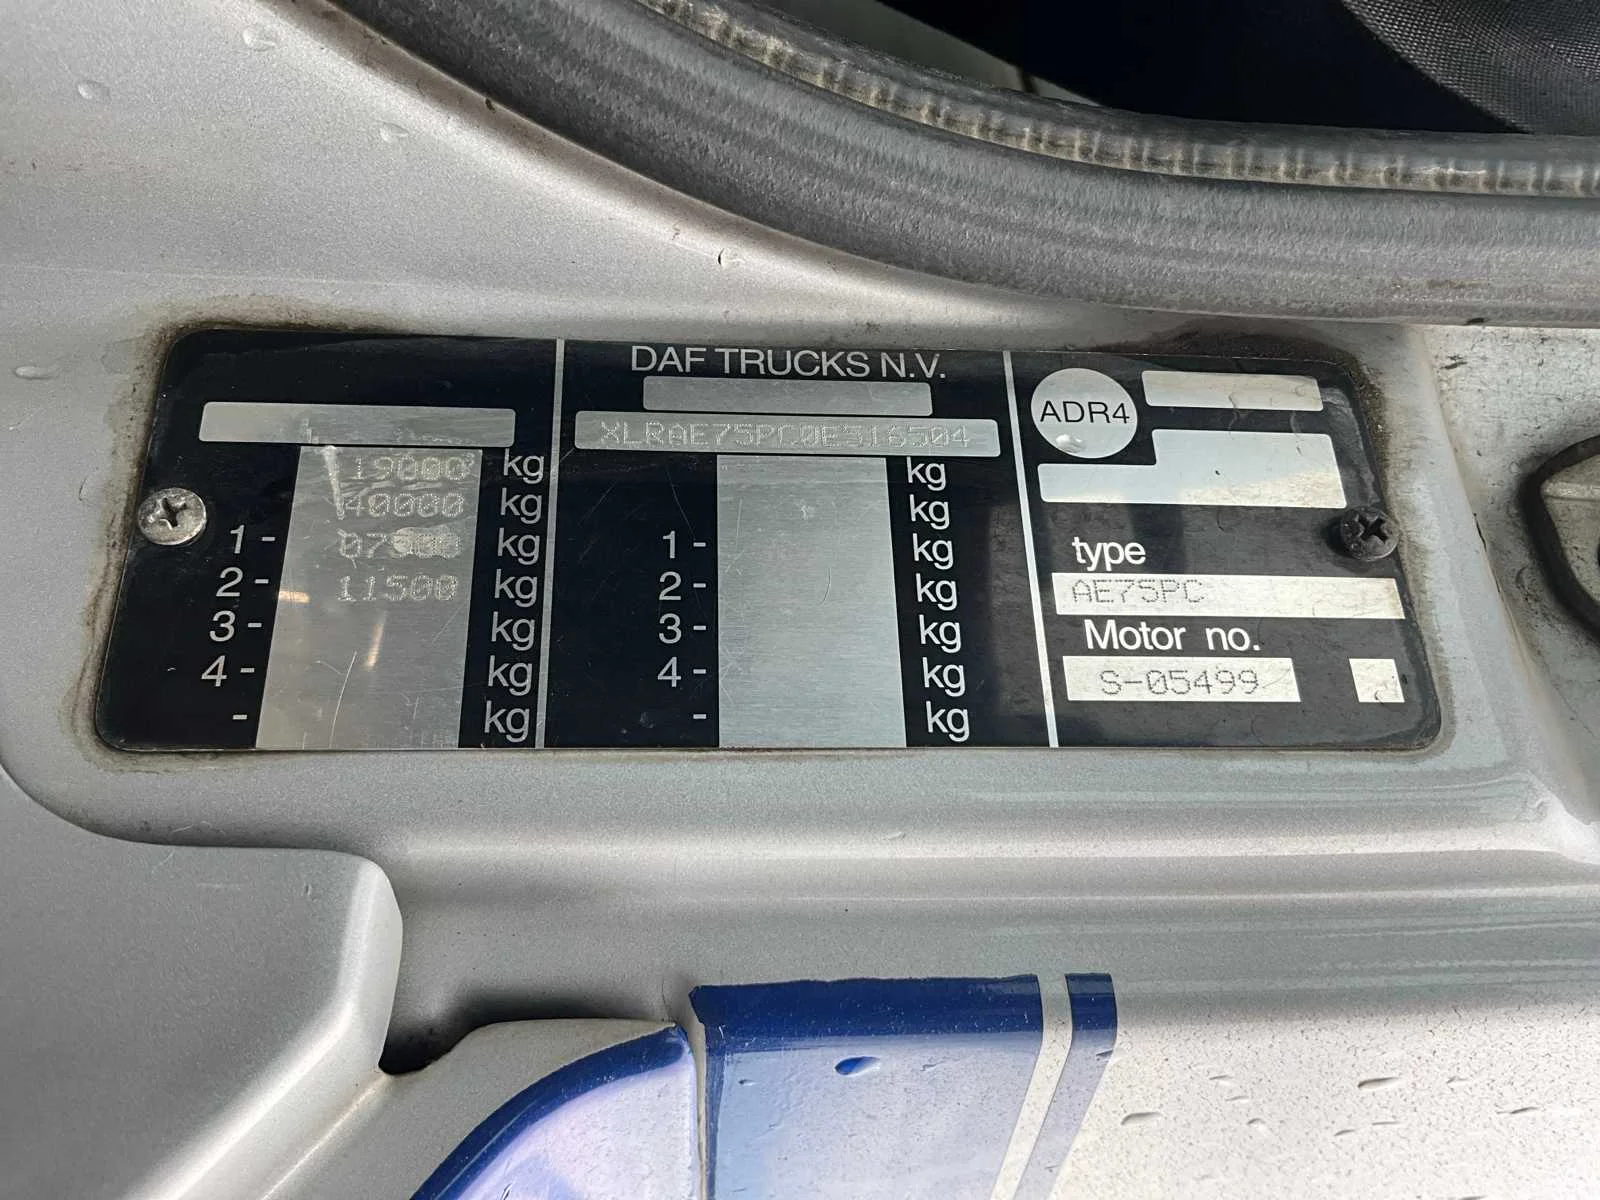 DAF TRUCKS N.V.
XLRAE75PC0E516504
19000 kg
40000 kg
1- 07500 kg
2- 11500 kg
3- kg
4- kg
- kg
kg
kg
1- kg
2- kg
3- kg
4- kg
- kg
ADR4
type
AE75PC
Motor no.
S-05499